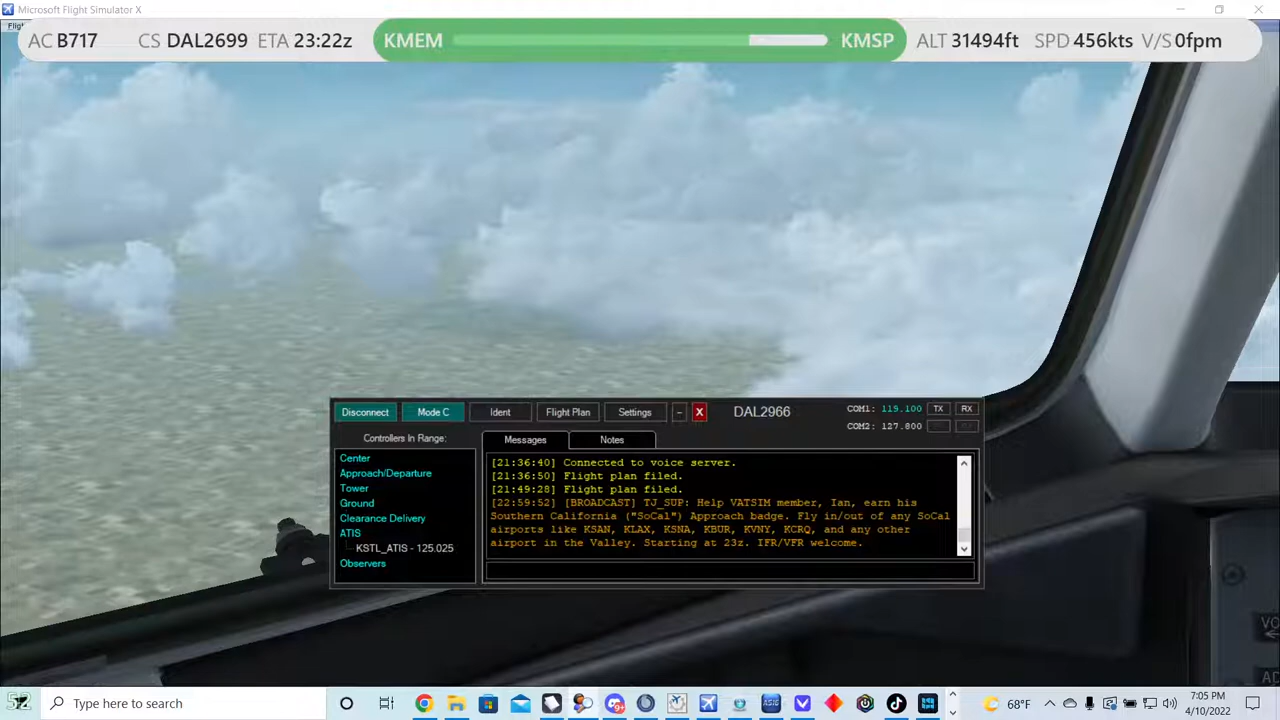 Microsoft Flight Simulator X
AC B717 CS DAL2699 ETA 23:22z KMEM KMSP ALT 31494ft SPD 456kts V/S 0fpm
Disconnect Mode C Ident Flight Plan Settings – X DAL2966 COM1: 119.100 TX RX
COM2: 127.800
Controllers In Range:
Center
Approach/Departure
Tower
Ground
Clearance Delivery
ATIS
KSTL_ATIS - 125.025
Observers
Messages Notes
[21:36:40] Connected to voice server.
[21:36:50] Flight plan filed.
[21:49:28] Flight plan filed.
[22:59:52] [BROADCAST] TJ_SUP: Help VATSIM member, Ian, earn his
Southern California ("SoCal") Approach badge. Fly in/out of any SoCal
airports like KSAN, KLAX, KSNA, KBUR, KVNY, KCRQ, and any other
airport in the Valley. Starting at 23z. IFR/VFR welcome.
Type here to search
68°F
7:05 PM
4/10/2022